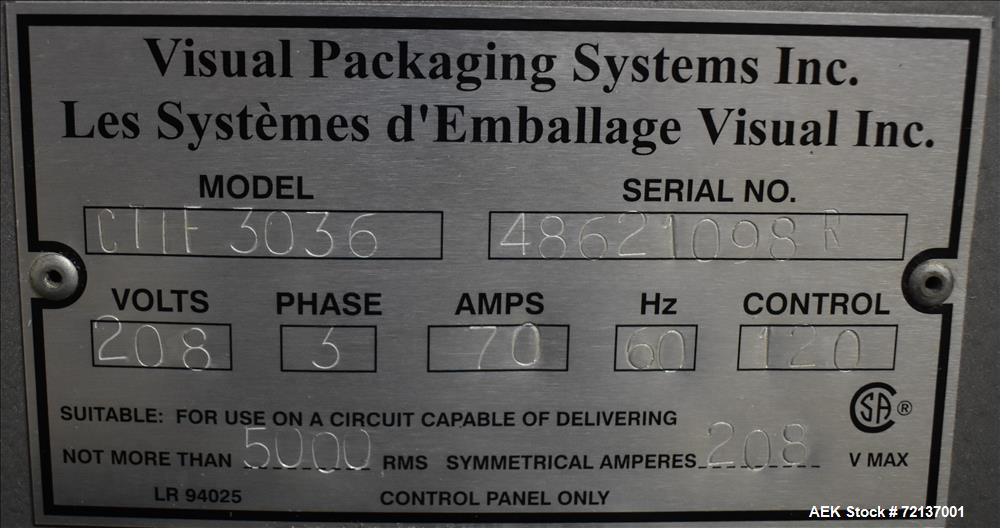 Visual Packaging Systems Inc.
Les Systèmes d'Emballage Visual Inc.
MODEL SERIAL NO.
CTTF 3036 48621098 R
VOLTS PHASE AMPS Hz CONTROL
208 3 70 60 120
SUITABLE: FOR USE ON A CIRCUIT CAPABLE OF DELIVERING SA®
NOT MORE THAN 5000 RMS SYMMETRICAL AMPERES 208 V MAX
LR 94025 CONTROL PANEL ONLY
AEK Stock # 72137001